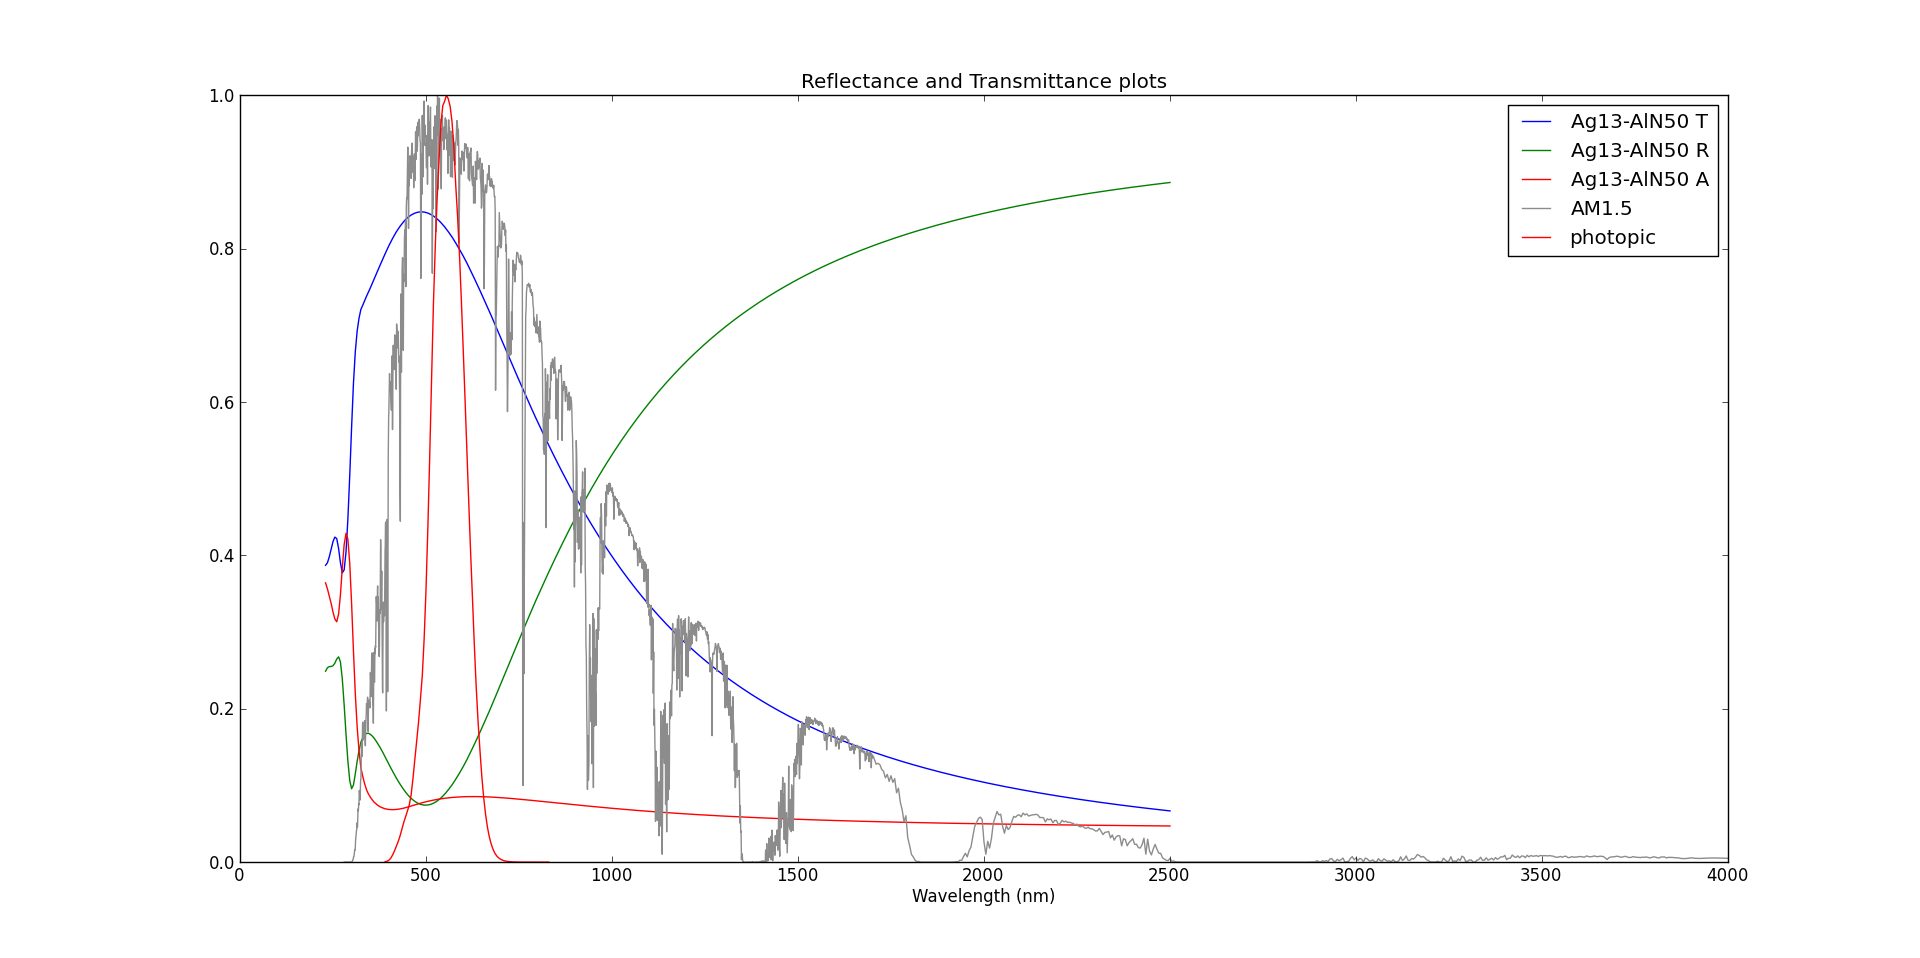 Reflectance and Transmittance plots
1.0
0.8
0.6
0.4
0.2
0.0
Ag13-AlN50 T
Ag13-AlN50 R
Ag13-AlN50 A
AM1.5
photopic
0 500 1000 1500 2000 2500 3000 3500 4000
Wavelength (nm)